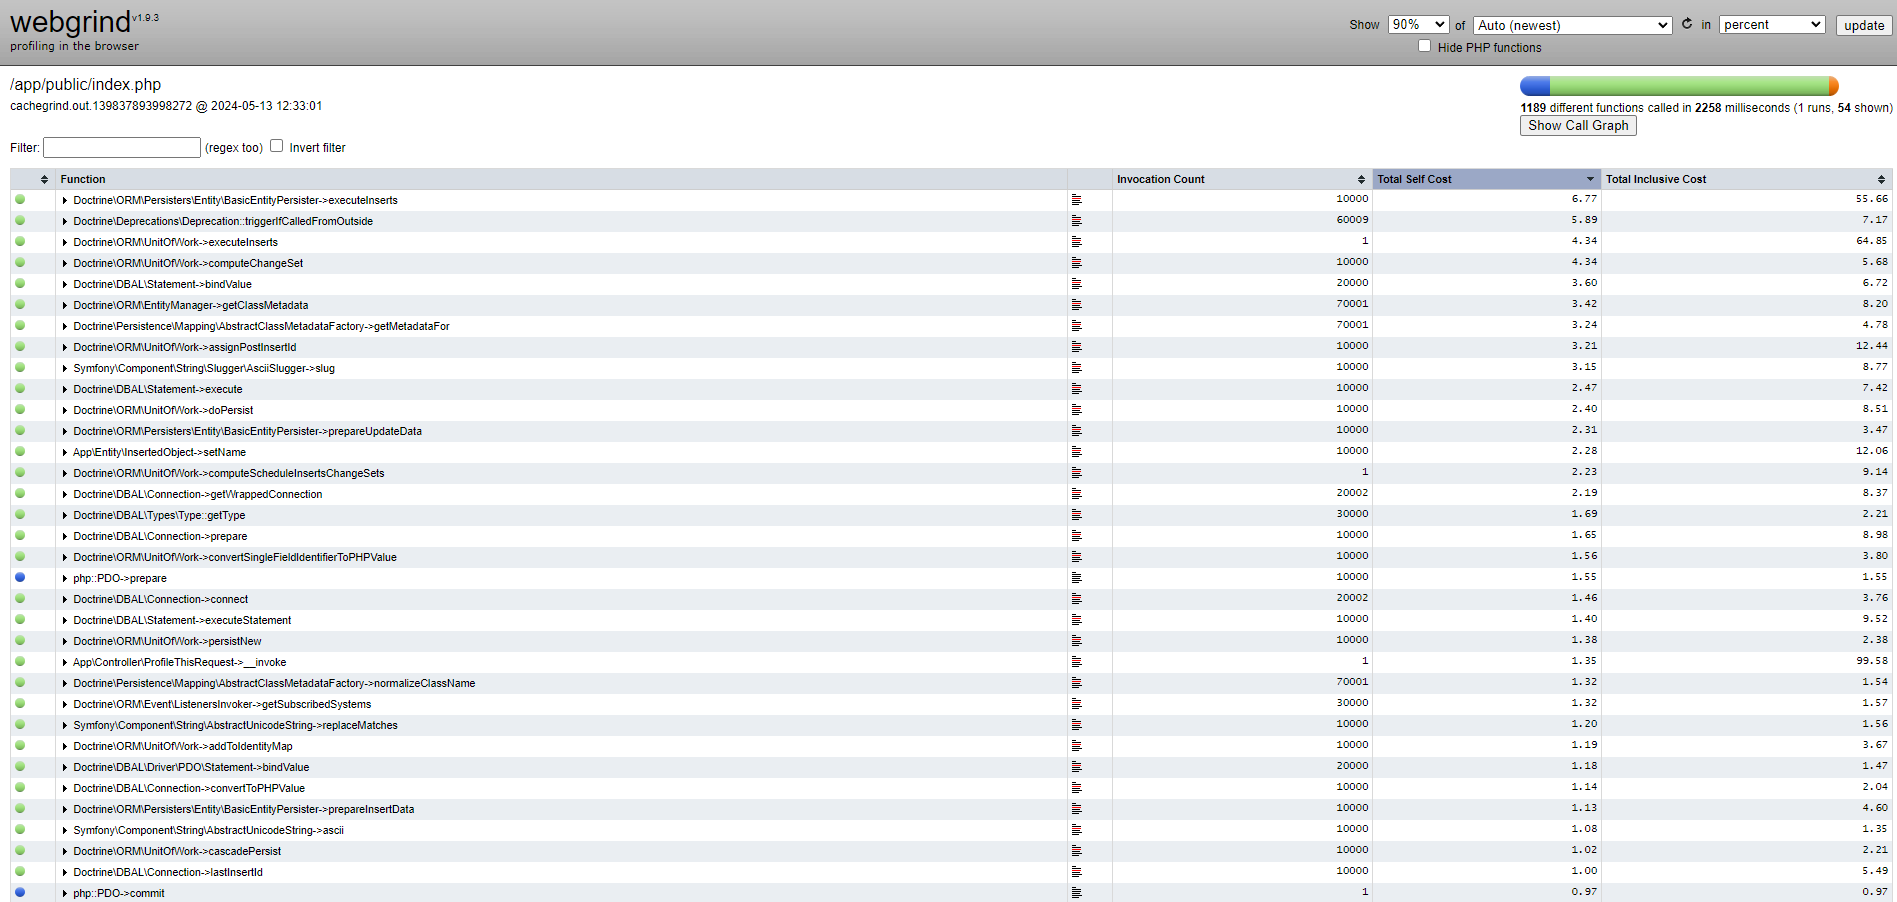 webgrind v1.9.3
profiling in the browser
Show 90% of Auto (newest) in percent update
Hide PHP functions
/app/public/index.php
cachegrind.out.139837893998272 @ 2024-05-13 12:33:01
1189 different functions called in 2258 milliseconds (1 runs, 54 shown)
Show Call Graph
Filter: (regex too) Invert filter
Function Invocation Count Total Self Cost Total Inclusive Cost
Doctrine\ORM\Persisters\Entity\BasicEntityPersister->executeInserts 10000 6.77 55.66
Doctrine\Deprecations\Deprecation::triggerIfCalledFromOutside 60009 5.89 7.17
Doctrine\ORM\UnitOfWork->executeInserts 1 4.34 64.85
Doctrine\ORM\UnitOfWork->computeChangeSet 10000 4.34 5.68
Doctrine\DBAL\Statement->bindValue 20000 3.60 6.72
Doctrine\ORM\EntityManager->getClassMetadata 70001 3.42 8.20
Doctrine\Persistence\Mapping\AbstractClassMetadataFactory->getMetadataFor 70001 3.24 4.78
Doctrine\ORM\UnitOfWork->assignPostInsertId 10000 3.21 12.44
Symfony\Component\String\Slugger\AsciiSlugger->slug 10000 3.15 8.77
Doctrine\DBAL\Statement->execute 10000 2.47 7.42
Doctrine\ORM\UnitOfWork->doPersist 10000 2.40 8.51
Doctrine\ORM\Persisters\Entity\BasicEntityPersister->prepareUpdateData 10000 2.31 3.47
App\Entity\InsertedObject->setName 10000 2.28 12.06
Doctrine\ORM\UnitOfWork->computeScheduleInsertsChangeSets 1 2.23 9.14
Doctrine\DBAL\Connection->getWrappedConnection 20002 2.19 8.37
Doctrine\DBAL\Types\Type::getType 30000 1.69 2.21
Doctrine\DBAL\Connection->prepare 10000 1.65 8.98
Doctrine\ORM\UnitOfWork->convertSingleFieldIdentifierToPHPValue 10000 1.56 3.80
php::PDO->prepare 10000 1.55 1.55
Doctrine\DBAL\Connection->connect 20002 1.46 3.76
Doctrine\DBAL\Statement->executeStatement 10000 1.40 9.52
Doctrine\ORM\UnitOfWork->persistNew 10000 1.38 2.38
App\Controller\ProfileThisRequest->__invoke 1 1.35 99.58
Doctrine\Persistence\Mapping\AbstractClassMetadataFactory->normalizeClassName 70001 1.32 1.54
Doctrine\ORM\Event\ListenersInvoker->getSubscribedSystems 30000 1.32 1.57
Symfony\Component\String\AbstractUnicodeString->replaceMatches 10000 1.20 1.56
Doctrine\ORM\UnitOfWork->addToIdentityMap 10000 1.19 3.67
Doctrine\DBAL\Driver\PDO\Statement->bindValue 20000 1.18 1.47
Doctrine\DBAL\Connection->convertToPHPValue 10000 1.14 2.04
Doctrine\ORM\Persisters\Entity\BasicEntityPersister->prepareInsertData 10000 1.13 4.60
Symfony\Component\String\AbstractUnicodeString->ascii 10000 1.08 1.35
Doctrine\ORM\UnitOfWork->cascadePersist 10000 1.02 2.21
Doctrine\DBAL\Connection->lastInsertId 10000 1.00 5.49
php::PDO->commit 1 0.97 0.97